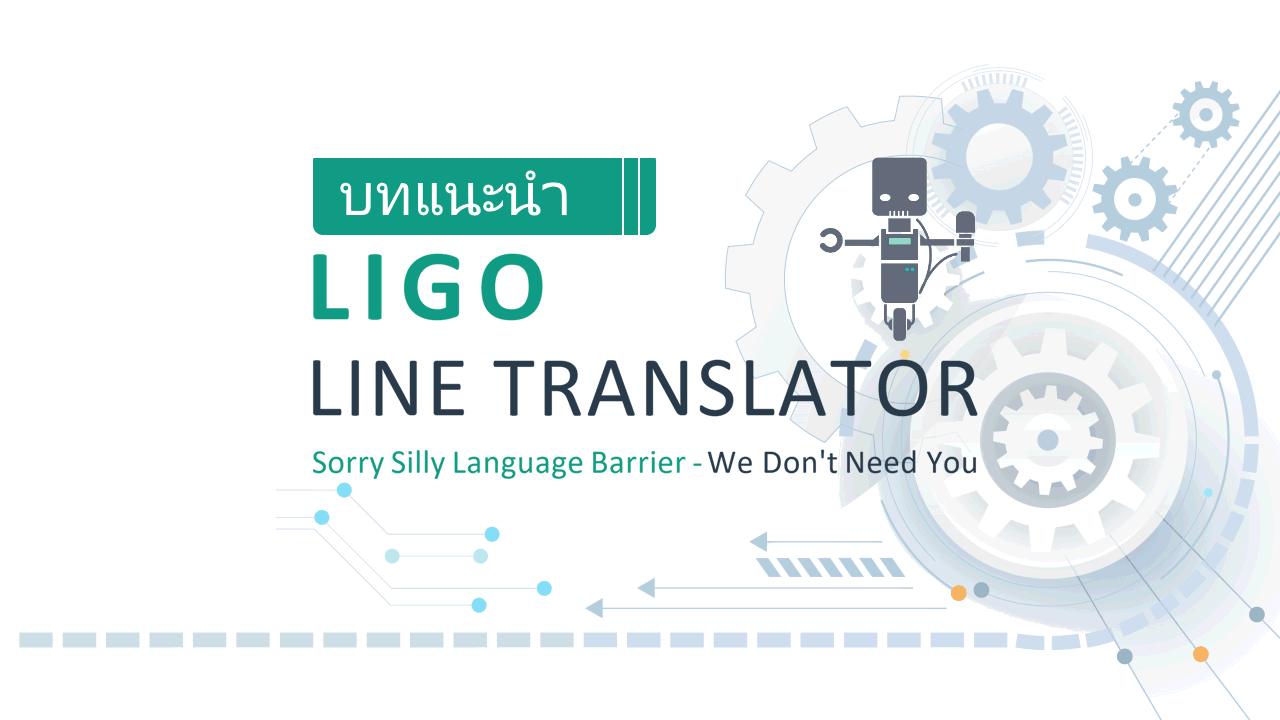 บทแนะนำ
LIGO
LINE TRANSLATOR
Sorry Silly Language Barrier - We Don't Need You